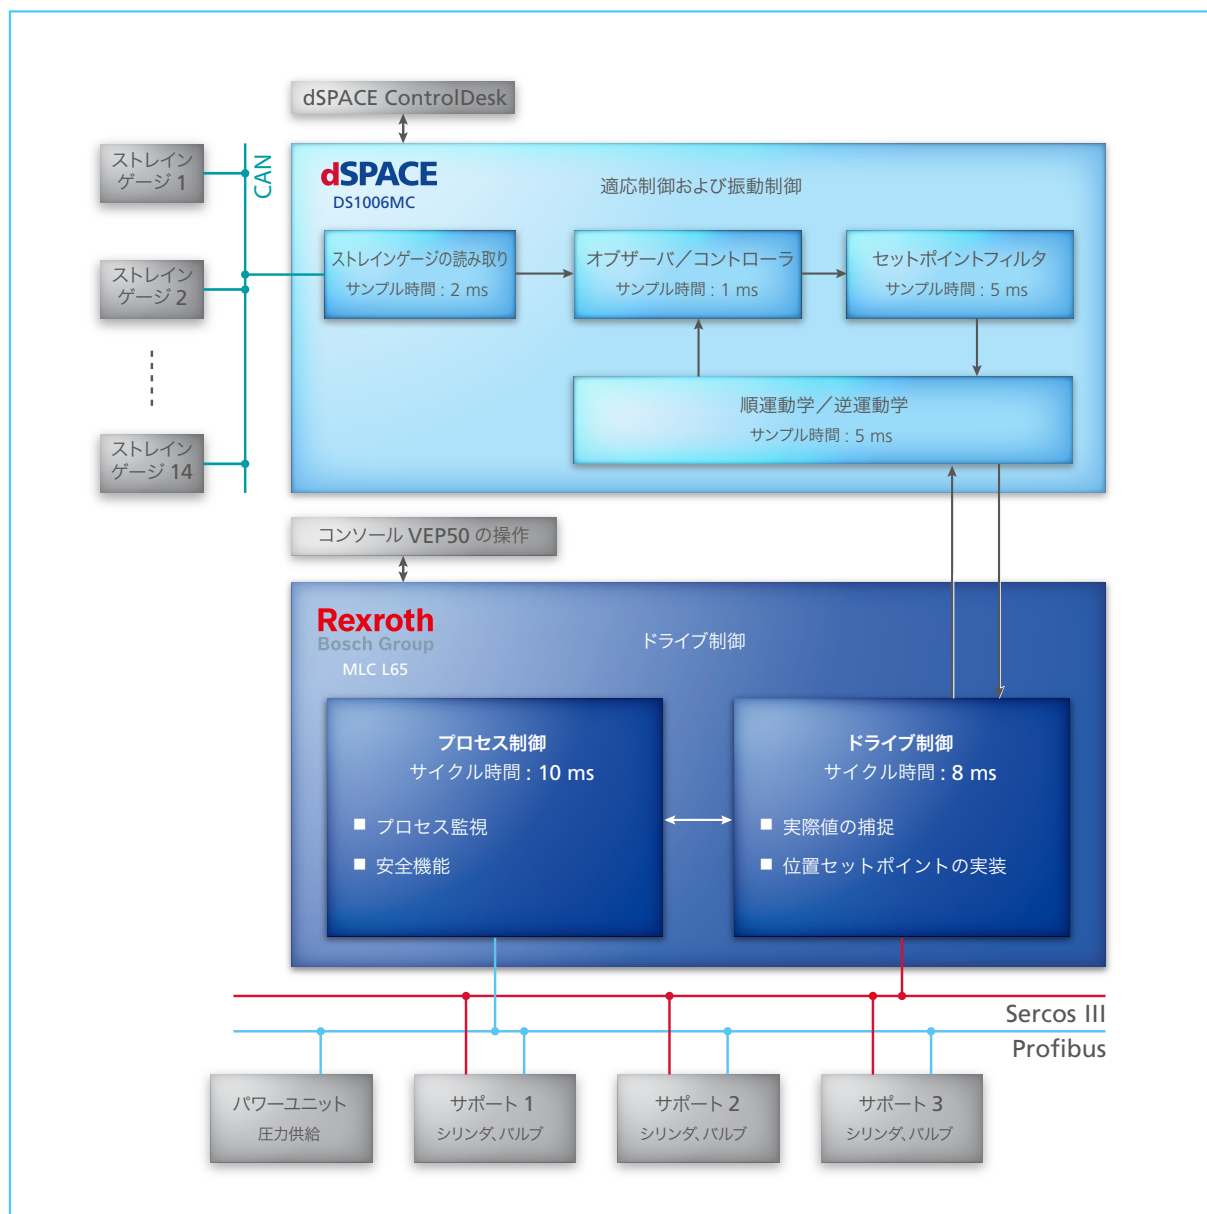 dSPACE ControlDesk
ストレイン
ゲージ 1
CAN
dSPACE
DS1006MC
適応制御および振動制御
ストレインゲージの読み取り
サンプル時間 : 2 ms
オブザーバ／コントローラ
サンプル時間 : 1 ms
セットポイントフィルタ
サンプル時間 : 5 ms
ストレイン
ゲージ 2
順運動学／逆運動学
サンプル時間 : 5 ms
ストレイン
ゲージ 14
コンソール VEP50 の操作
Rexroth
Bosch Group
MLC L65
ドライブ制御
プロセス制御
サイクル時間 : 10 ms
■ プロセス監視
■ 安全機能
ドライブ制御
サイクル時間 : 8 ms
■ 実際値の捕捉
■ 位置セットポイントの実装
Sercos III
Profibus
パワーユニット
圧力供給
サポート 1
シリンダ、バルブ
サポート 2
シリンダ、バルブ
サポート 3
シリンダ、バルブ